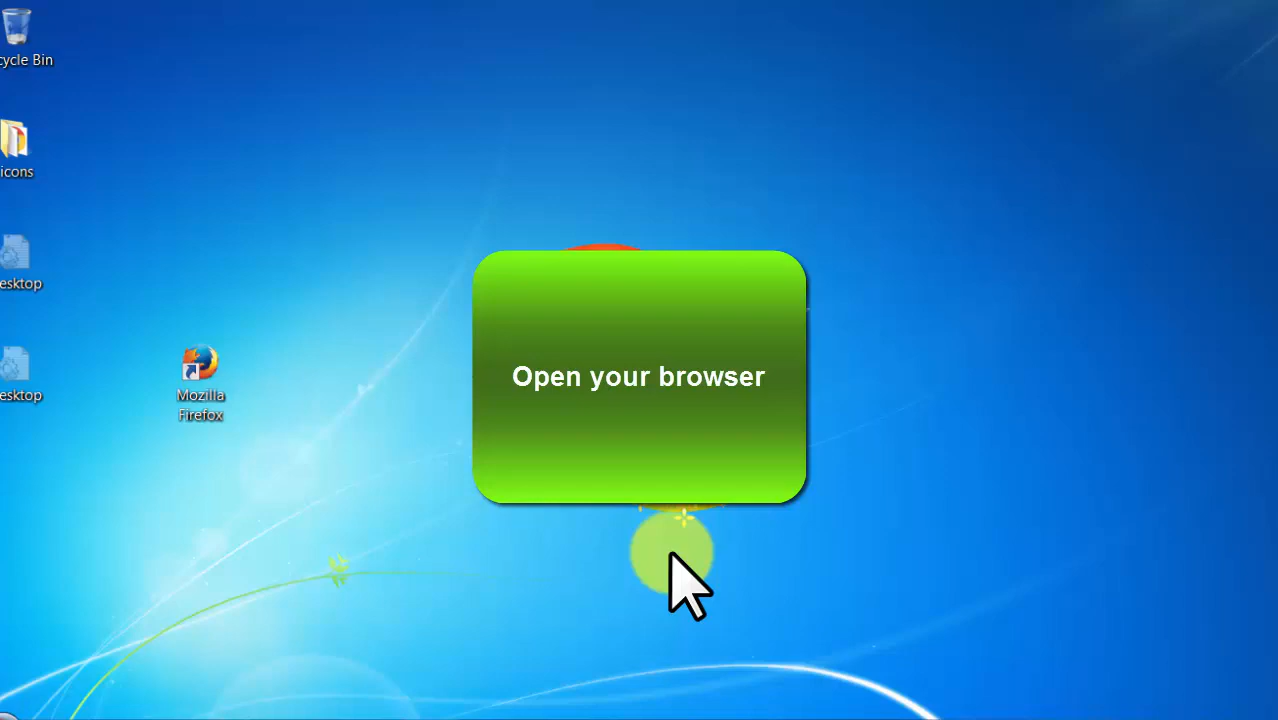 cycle Bin
icons
esktop
esktop
Mozilla
Firefox
Open your browser